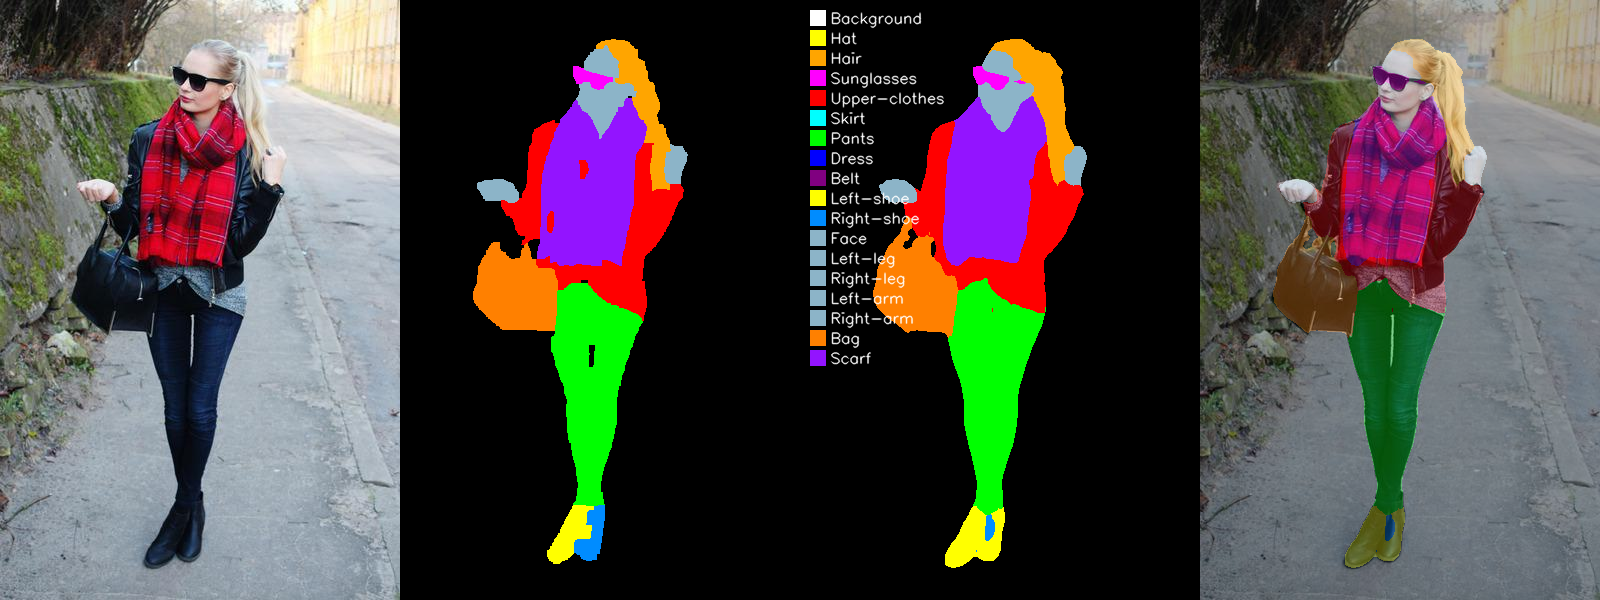 Background
Hat
Hair
Sunglasses
Upper-clothes
Skirt
Pants
Dress
Belt
Left-shoe
Right-shoe
Face
Left-leg
Right-leg
Left-arm
Right-arm
Bag
Scarf